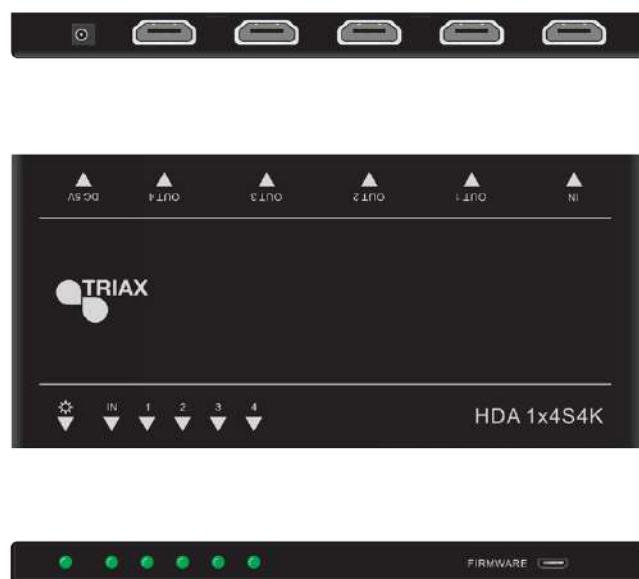 DC 5V OUT 4 OUT 3 OUT 2 OUT 1 IN
TRIAX
IN 1 2 3 4
HDA 1x4S4K
FIRMWARE